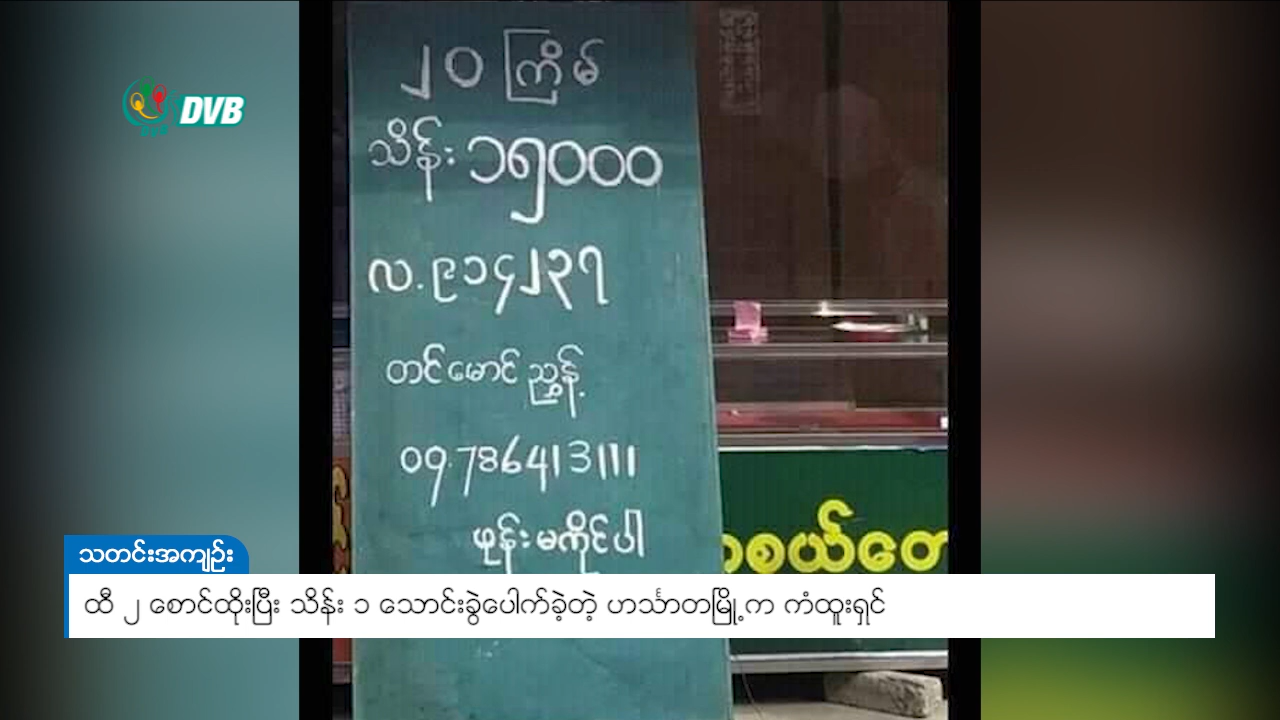 DVB
၂၀ ကြိမ်
သိန်း ၁၅၀၀၀
လ.၉၁၄၂၃၇
တင်မောင်ညွှန့်
09.786413111
ဖုန်းမကိုင်ပါ
စယ်တေ
သတင်းအကျဉ်း
ထီ ၂ စောင်ထိုးပြီး သိန်း ၁ သောင်းခွဲပေါက်ခဲ့တဲ့ ဟင်္သာတမြို့က ကံထူးရှင်